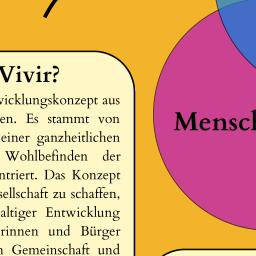 Vivir?
wicklungskonzept aus
en. Es stammt von
einer ganzheitlichen
Wohlbefinden der
ntriert. Das Konzept
sellschaft zu schaffen,
altiger Entwicklung
rinnen und Bürger
Gemeinschaft und
Mensch